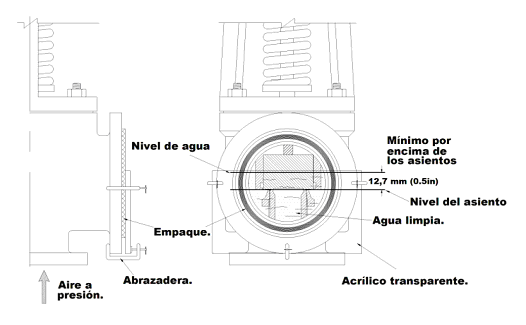 Nivel de agua
Mínimo por
encima de
los asientos
12,7 mm (0.5in)
Nivel del asiento
Agua limpia.
Empaque.
Aire a
presión.
Abrazadera.
Acrílico transparente.